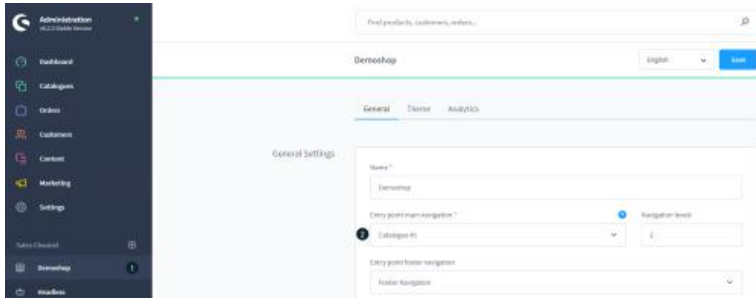 Administration
Find products, customers, orders...
Dashboard
Demoshop
English
Save
Catalogues
Orders
General
Theme
Analytics
Customers
Content
General Settings
Name *
Marketing
Demoshop
Settings
Entry point main navigation *
Navigation levels
2
Catalogue #1
Sales Channel
Entry point footer navigation
Demoshop
1
Footer Navigation
Headless